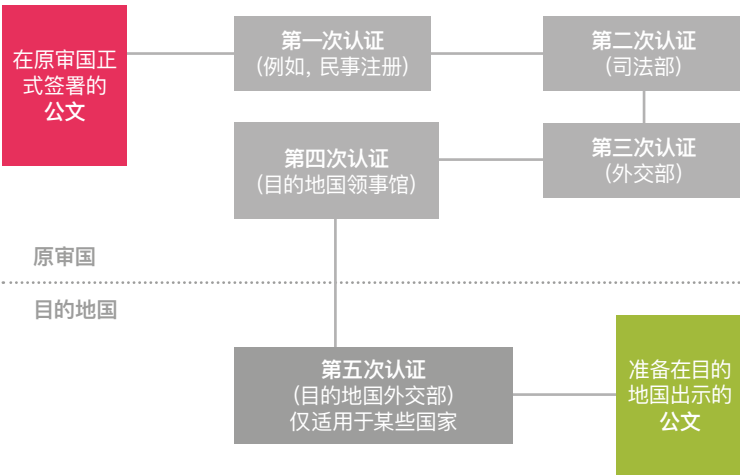 在原审国正
式签署的
公文
第一次认证
(例如, 民事注册)
第二次认证
(司法部)
第三次认证
(外交部)
第四次认证
(目的地国领事馆)
原审国
目的地国
第五次认证
(目的地国外交部)
仅适用于某些国家
准备在目的
地国出示的
公文